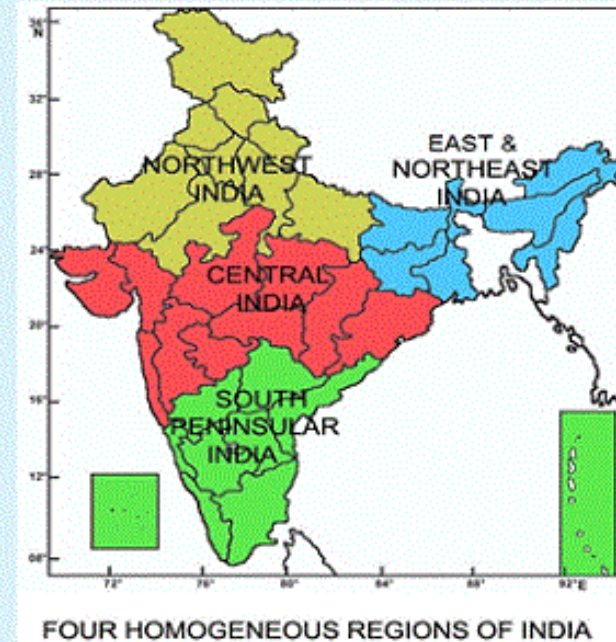 36°
N
32°
28°
24°
20°
16°
12°
08°
NORTHWEST
INDIA
EAST &
NORTHEAST
INDIA
CENTRAL
INDIA
SOUTH
PENINSULAR
INDIA
72°
76°
80°
84°
88°
92°E
FOUR HOMOGENEOUS REGIONS OF INDIA